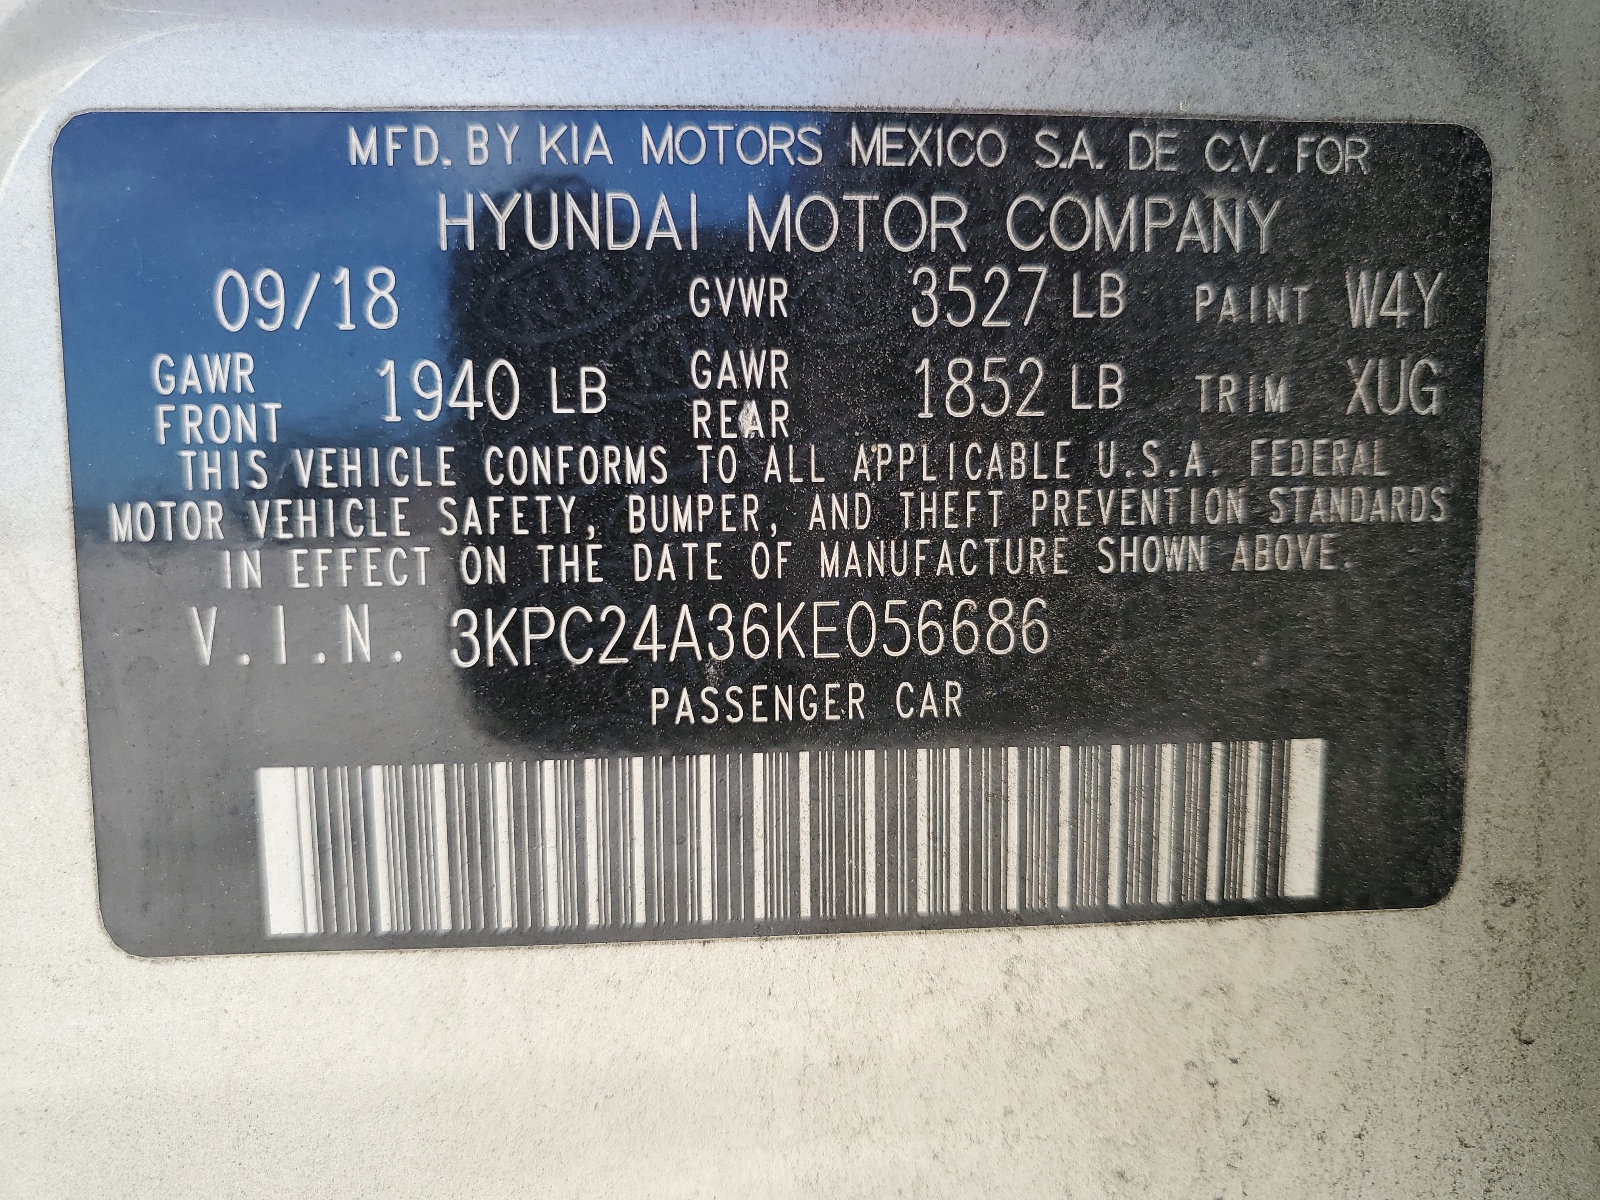 MFD. BY KIA MOTORS MEXICO S.A. DE C.V. FOR
HYUNDAI MOTOR COMPANY
09/18 GVWR 3527 LB PAINT W4Y
GAWR FRONT 1940 LB GAWR REAR 1852 LB TRIM XUG
THIS VEHICLE CONFORMS TO ALL APPLICABLE U.S.A. FEDERAL
MOTOR VEHICLE SAFETY, BUMPER, AND THEFT PREVENTION STANDARDS
IN EFFECT ON THE DATE OF MANUFACTURE SHOWN ABOVE.
V.I.N. 3KPC24A36KE056686
PASSENGER CAR